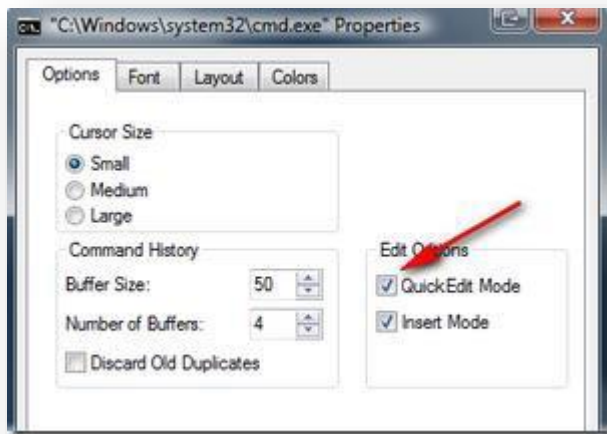 "C:\Windows\system32\cmd.exe" Properties
Options Font Layout Colors
Cursor Size
Small
Medium
Large
Command History
Buffer Size: 50
Number of Buffers: 4
Discard Old Duplicates
Edit Options
QuickEdit Mode
Insert Mode